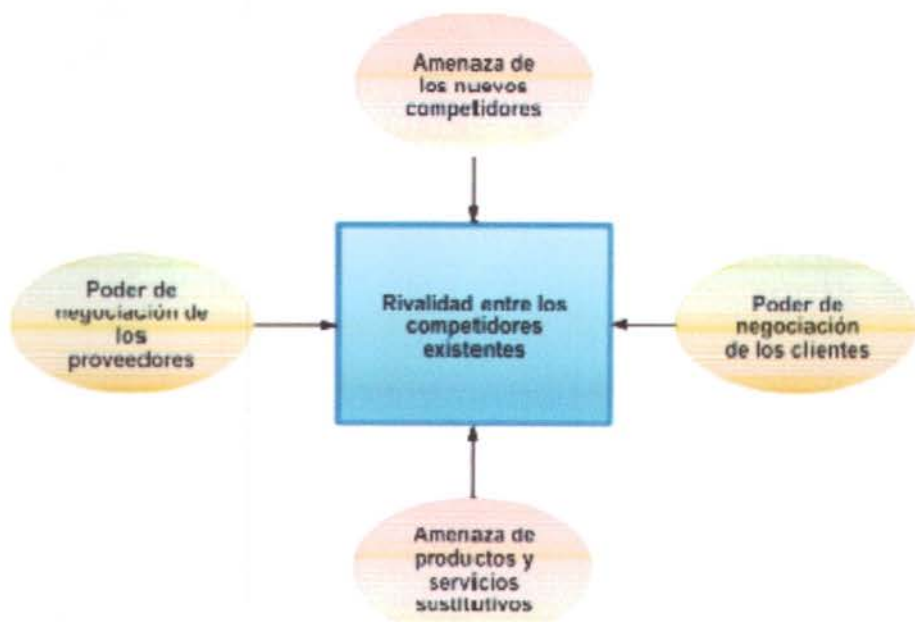 Amenaza de
los nuevos
competidores
Poder de
negociación de
los
proveedores
Rivalidad entre los
competidores
existentes
Poder de
negociación
de los clientes
Amenaza de
productos y
servicios
sustitutivos